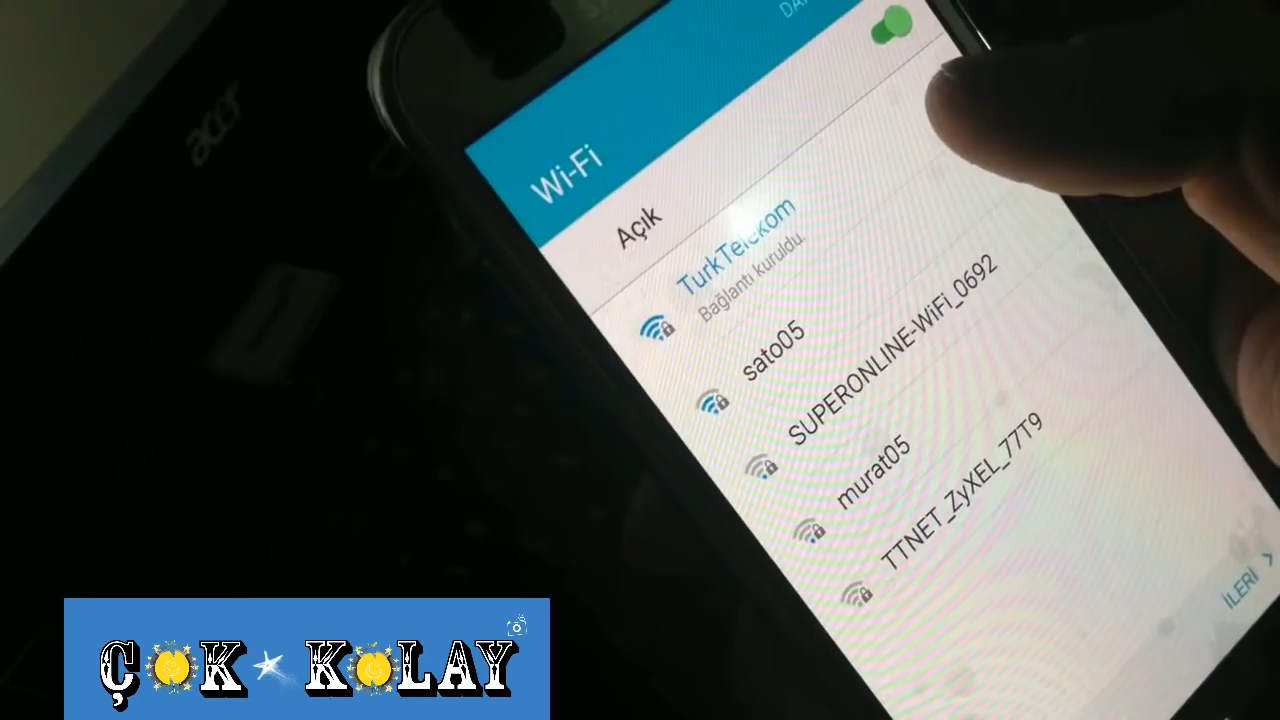 acer
Wi-Fi
Açık
TurkTelekom
Bağlantı kuruldu.
sato05
SUPERONLINE-WiFi_0692
murat05
TTNET_ZyXEL_77T9
İLERİ
ÇOK KOLAY